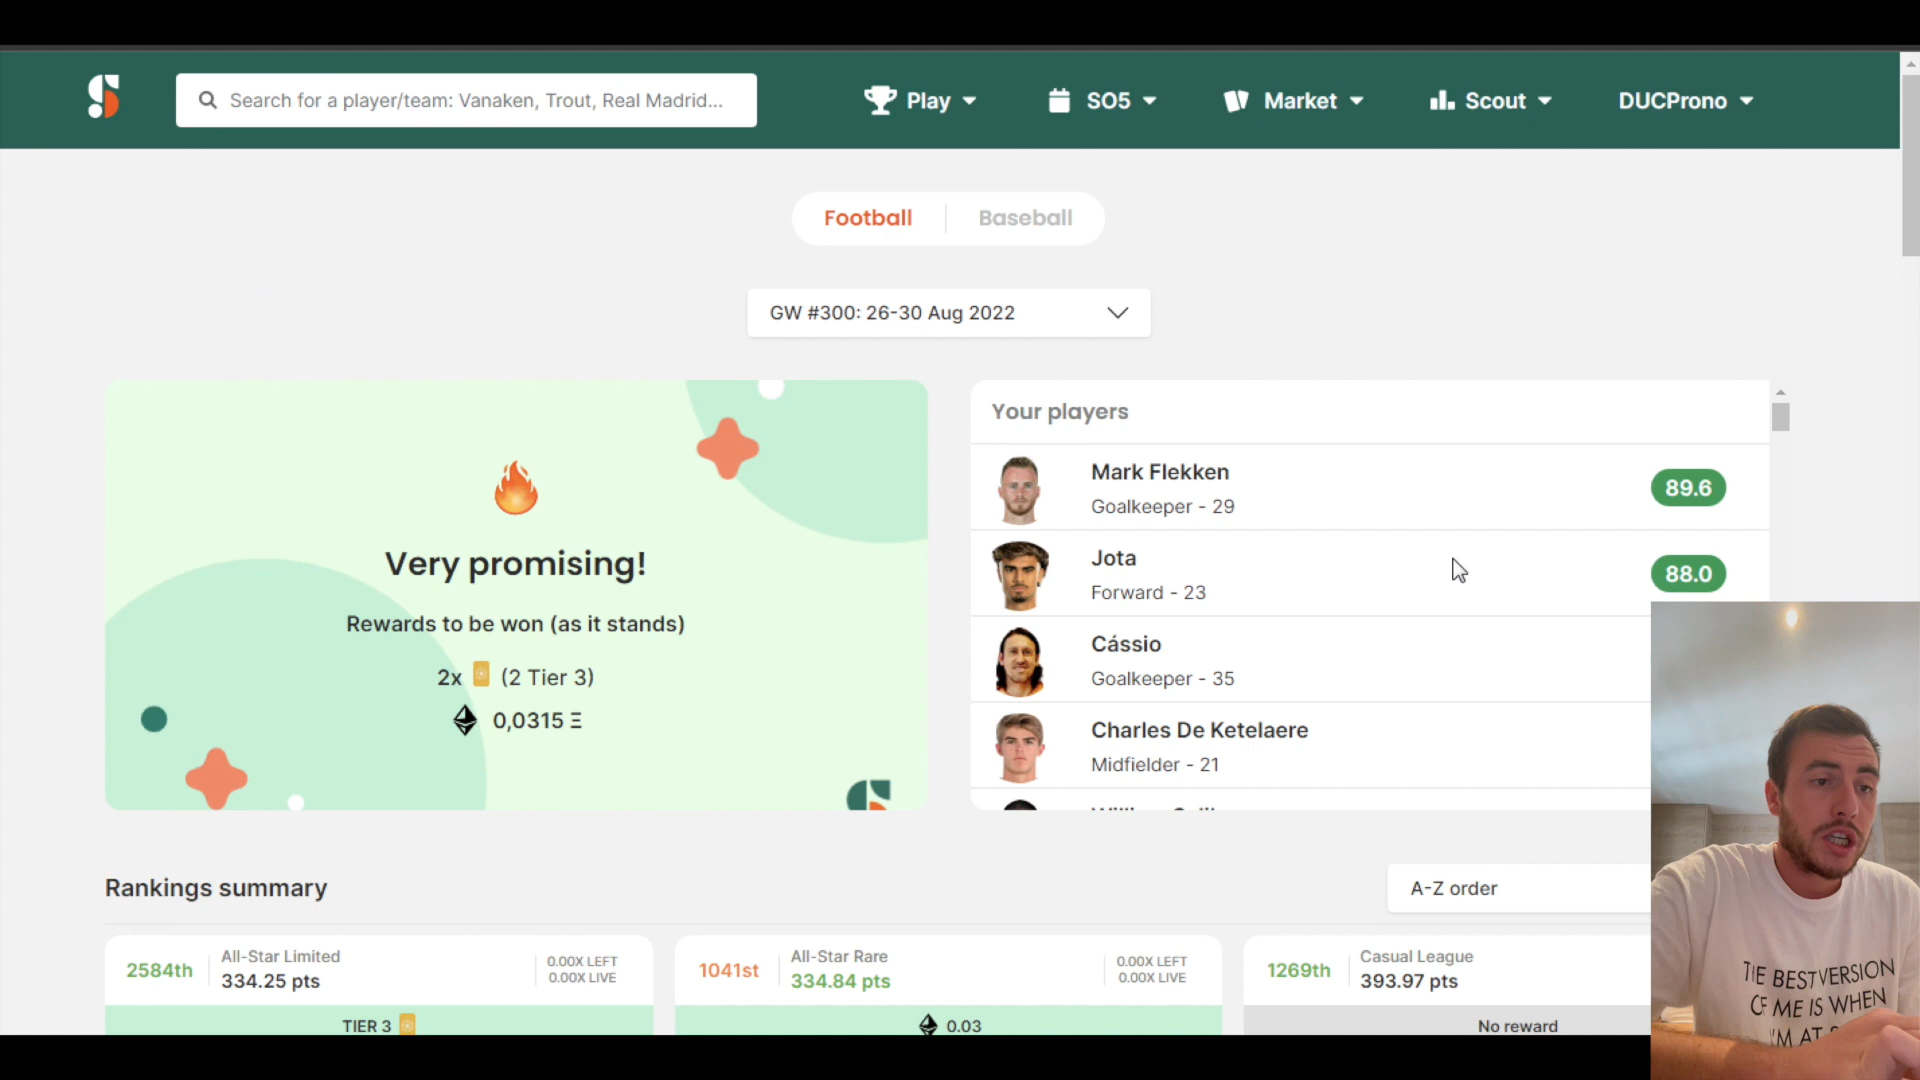 Search for a player/team: Vanaken, Trout, Real Madrid...
Play
SO5
Market
Scout
DUCProno
Football
Baseball
GW #300: 26-30 Aug 2022
Very promising!
Rewards to be won (as it stands)
2x (2 Tier 3)
0,0315 Ξ
Your players
Mark Flekken
Goalkeeper - 29
89.6
Jota
Forward - 23
88.0
Cássio
Goalkeeper - 35
Charles De Ketelaere
Midfielder - 21
Rankings summary
A-Z order
2584th
All-Star Limited
334.25 pts
0.00X LEFT
0.00X LIVE
TIER 3
1041st
All-Star Rare
334.84 pts
0.00X LEFT
0.00X LIVE
0.03
1269th
Casual League
393.97 pts
No reward
THE BEST VERSION
OF ME IS WHEN
I'M AT